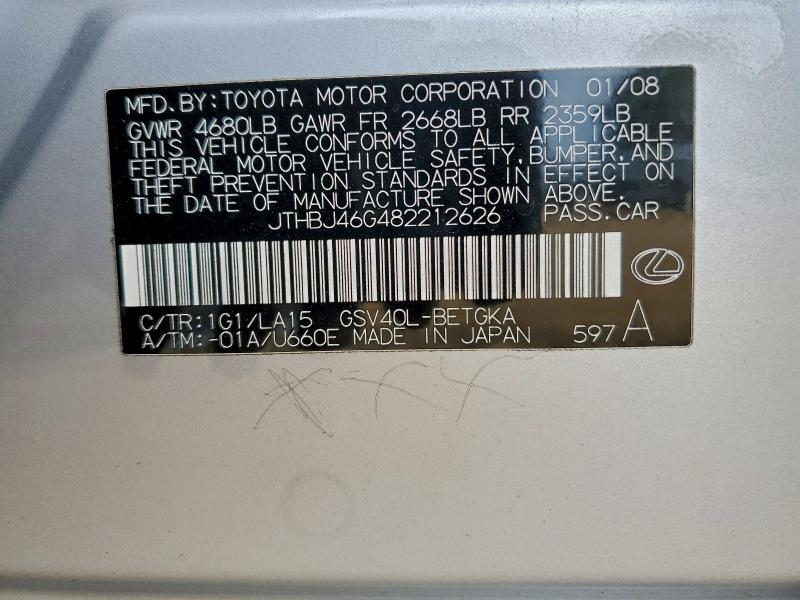 MFD. BY: TOYOTA MOTOR CORPORATION 01/08
GVWR 4680LB GAWR FR 2668LB RR 2359LB
THIS VEHICLE CONFORMS TO ALL APPLICABLE
FEDERAL MOTOR VEHICLE SAFETY, BUMPER, AND
THEFT PREVENTION STANDARDS IN EFFECT ON
THE DATE OF MANUFACTURE SHOWN ABOVE.
JTHBJ46G482212626 PASS. CAR
C/TR: 1G1/LA15 GSV40L-BETGKA
A/TM: -01A/U660E MADE IN JAPAN 597 A